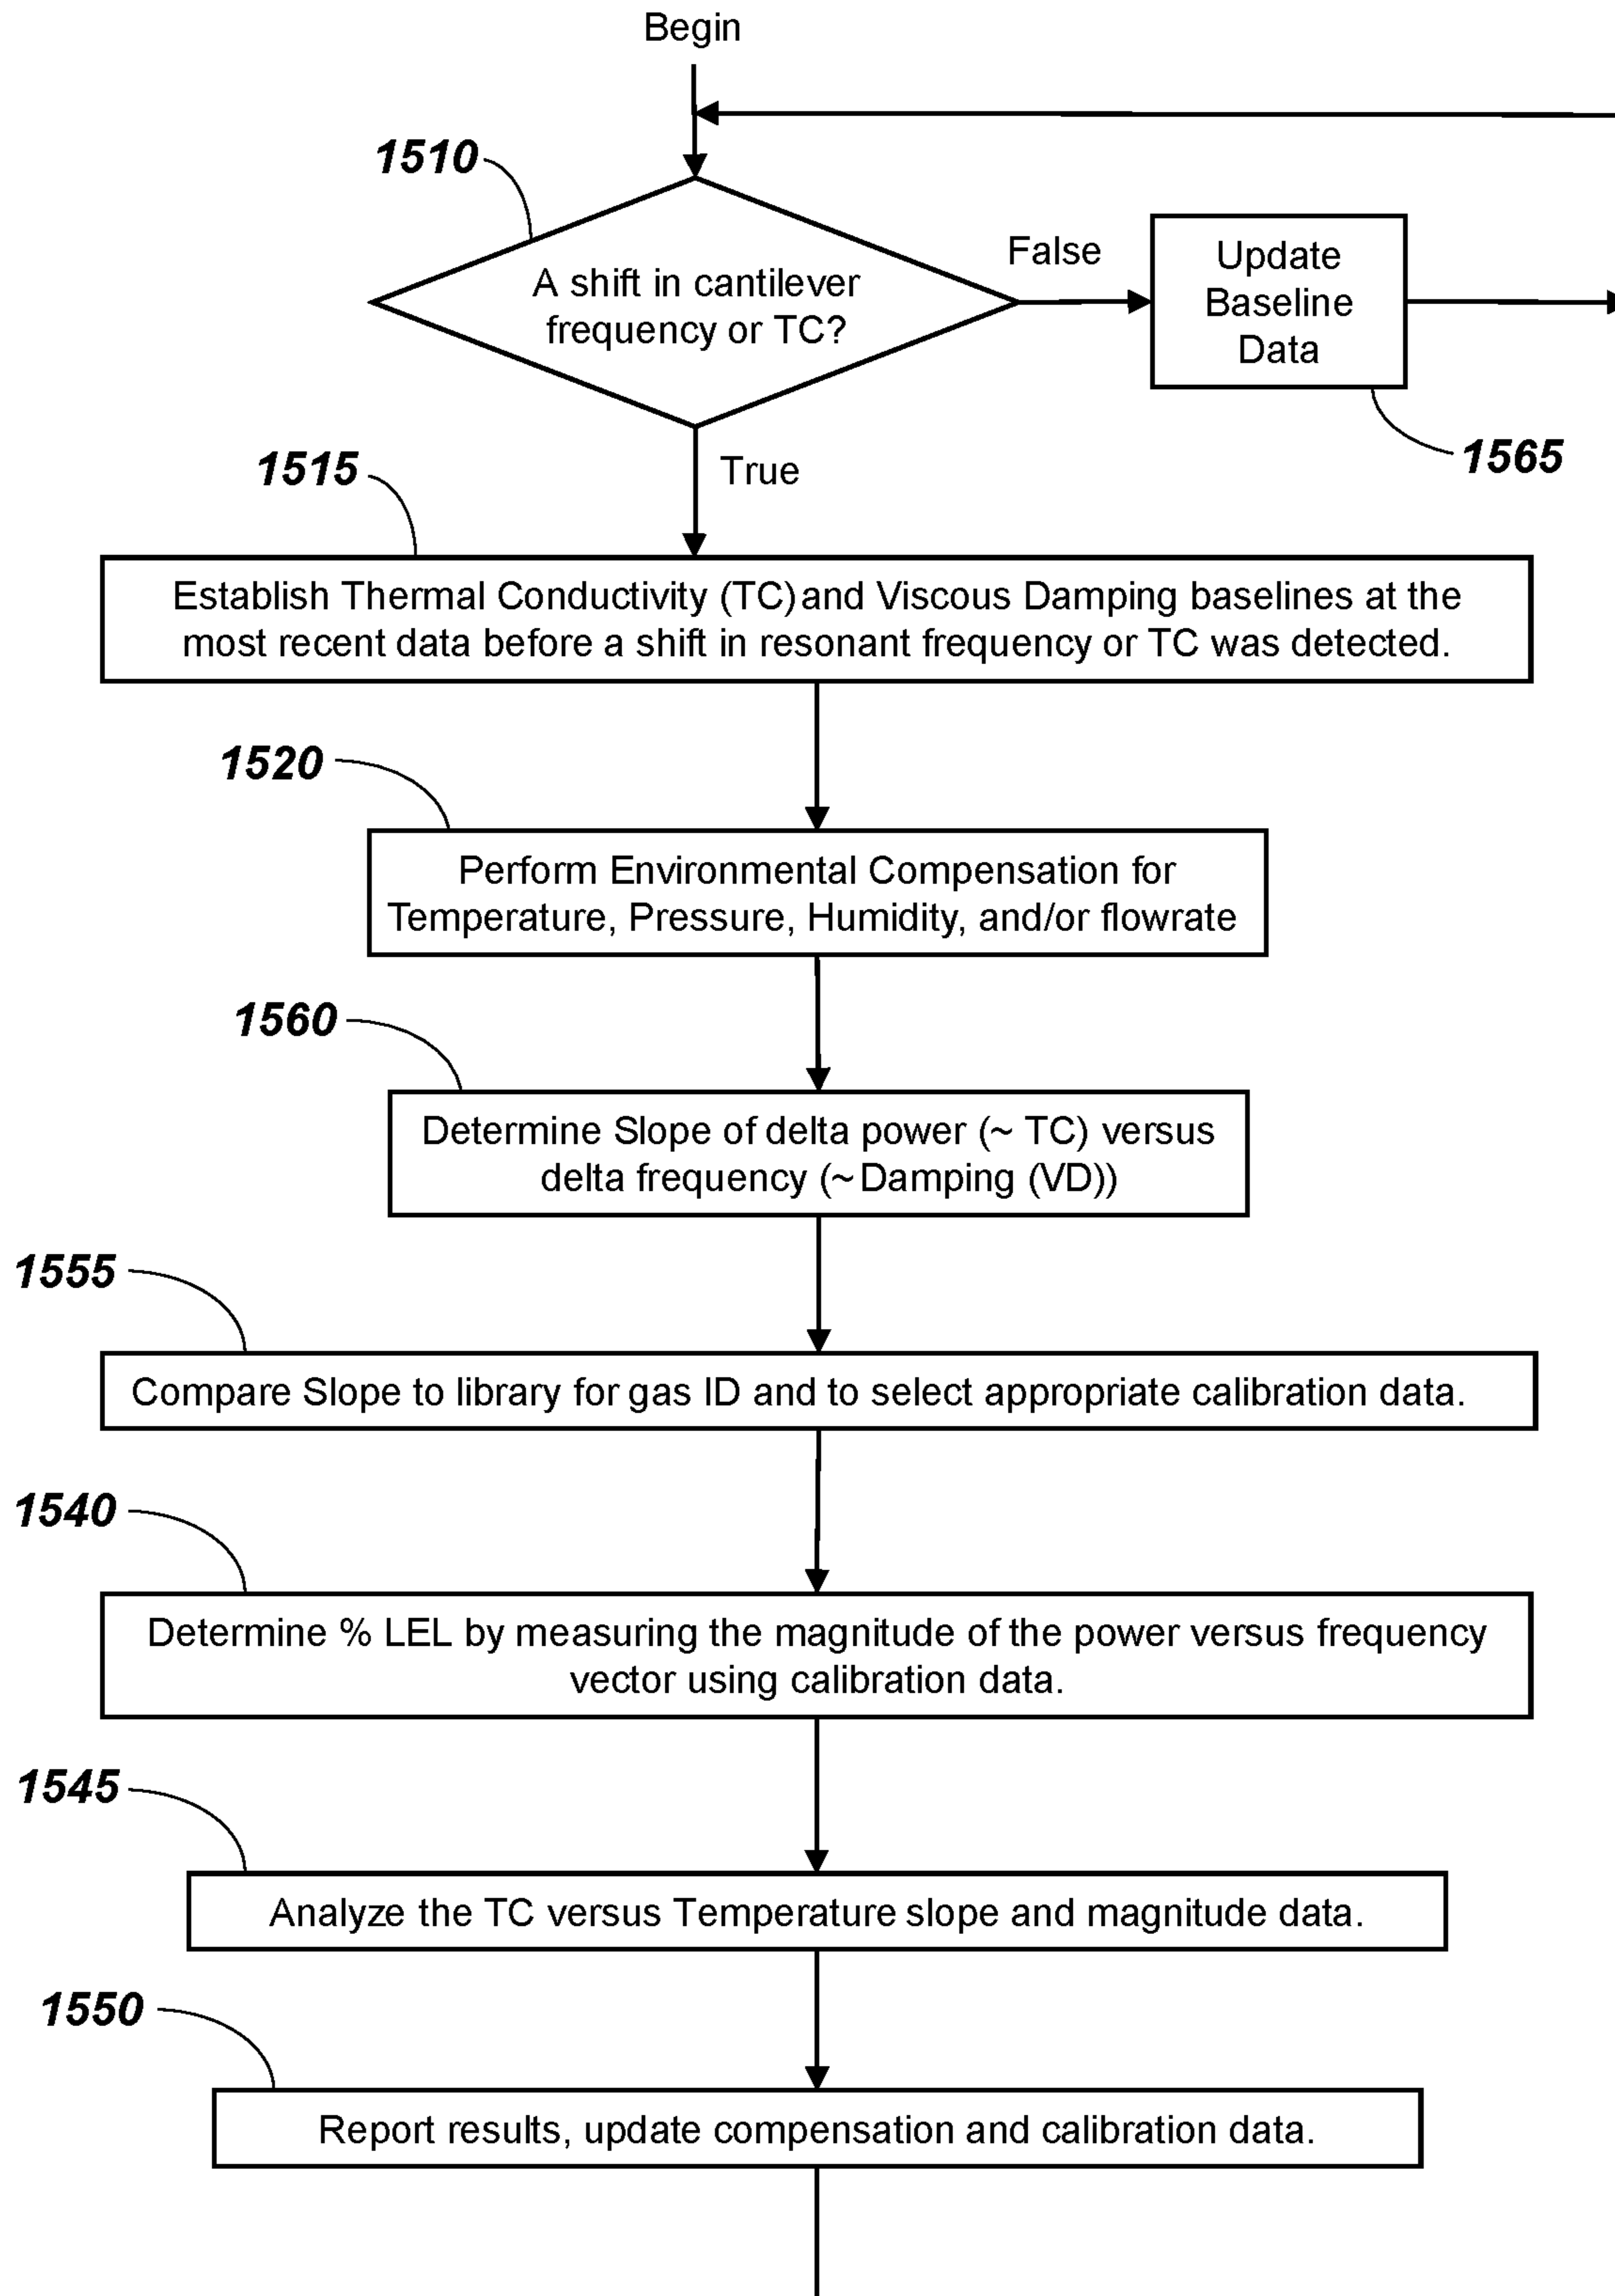 Begin
1510
A shift in cantilever
frequency or TC?
False
Update
Baseline
Data
1565
True
1515
Establish Thermal Conductivity (TC) and Viscous Damping baselines at the
most recent data before a shift in resonant frequency or TC was detected.
1520
Perform Environmental Compensation for
Temperature, Pressure, Humidity, and/or flowrate
1560
Determine Slope of delta power (~ TC) versus
delta frequency (~Damping (VD))
1555
Compare Slope to library for gas ID and to select appropriate calibration data.
1540
Determine % LEL by measuring the magnitude of the power versus frequency
vector using calibration data.
1545
Analyze the TC versus Temperature slope and magnitude data.
1550
Report results, update compensation and calibration data.